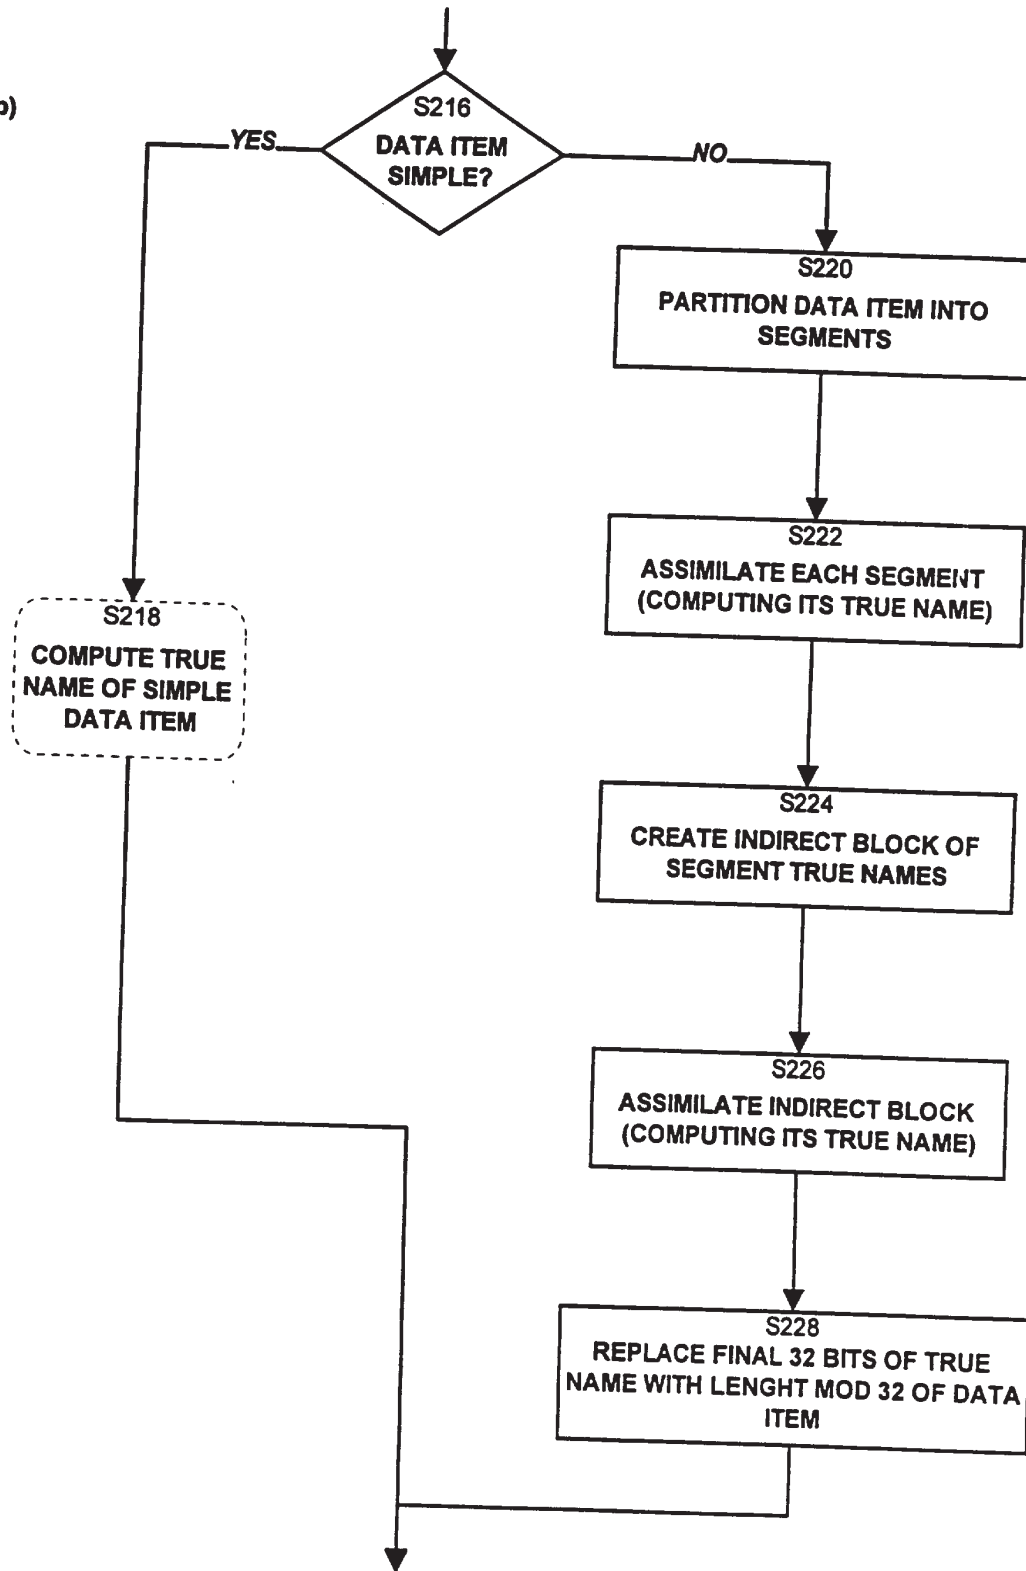 b)
S216
DATA ITEM
SIMPLE?
YES
NO
S220
PARTITION DATA ITEM INTO
SEGMENTS
S222
ASSIMILATE EACH SEGMENT
(COMPUTING ITS TRUE NAME)
S218
COMPUTE TRUE
NAME OF SIMPLE
DATA ITEM
S224
CREATE INDIRECT BLOCK OF
SEGMENT TRUE NAMES
S226
ASSIMILATE INDIRECT BLOCK
(COMPUTING ITS TRUE NAME)
S228
REPLACE FINAL 32 BITS OF TRUE
NAME WITH LENGHT MOD 32 OF DATA
ITEM